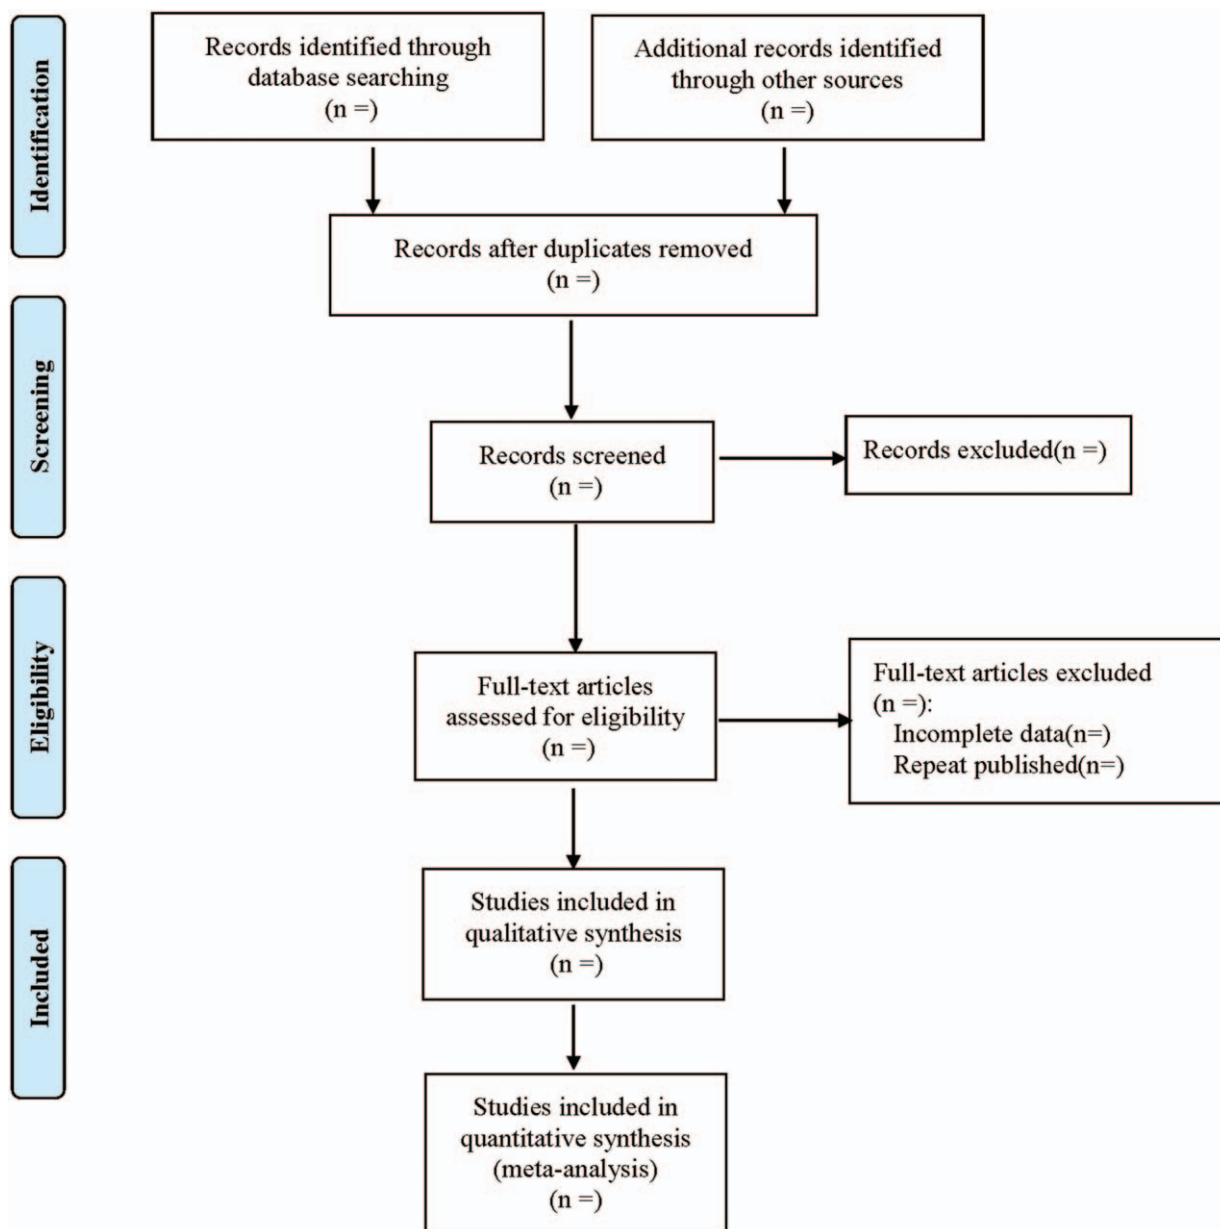 Identification
Records identified through
database searching
(n =)
Additional records identified
through other sources
(n =)
Records after duplicates removed
(n =)
Screening
Records screened
(n =)
Records excluded(n =)
Eligibility
Full-text articles
assessed for eligibility
(n =)
Full-text articles excluded
(n =):
Incomplete data(n=)
Repeat published(n=)
Included
Studies included in
qualitative synthesis
(n =)
Studies included in
quantitative synthesis
(meta-analysis)
(n =)